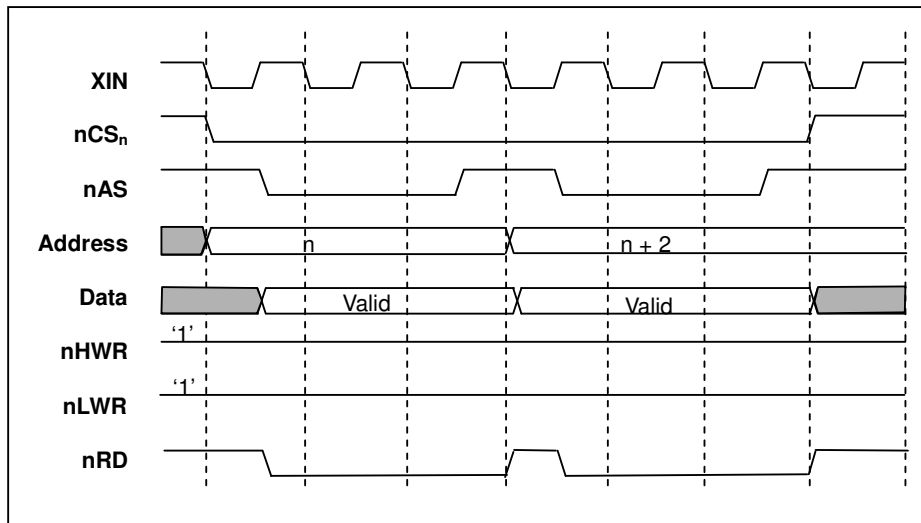 XIN
nCSn
nAS
Address n n + 2
Data Valid Valid
nHWR '1'
nLWR '1'
nRD